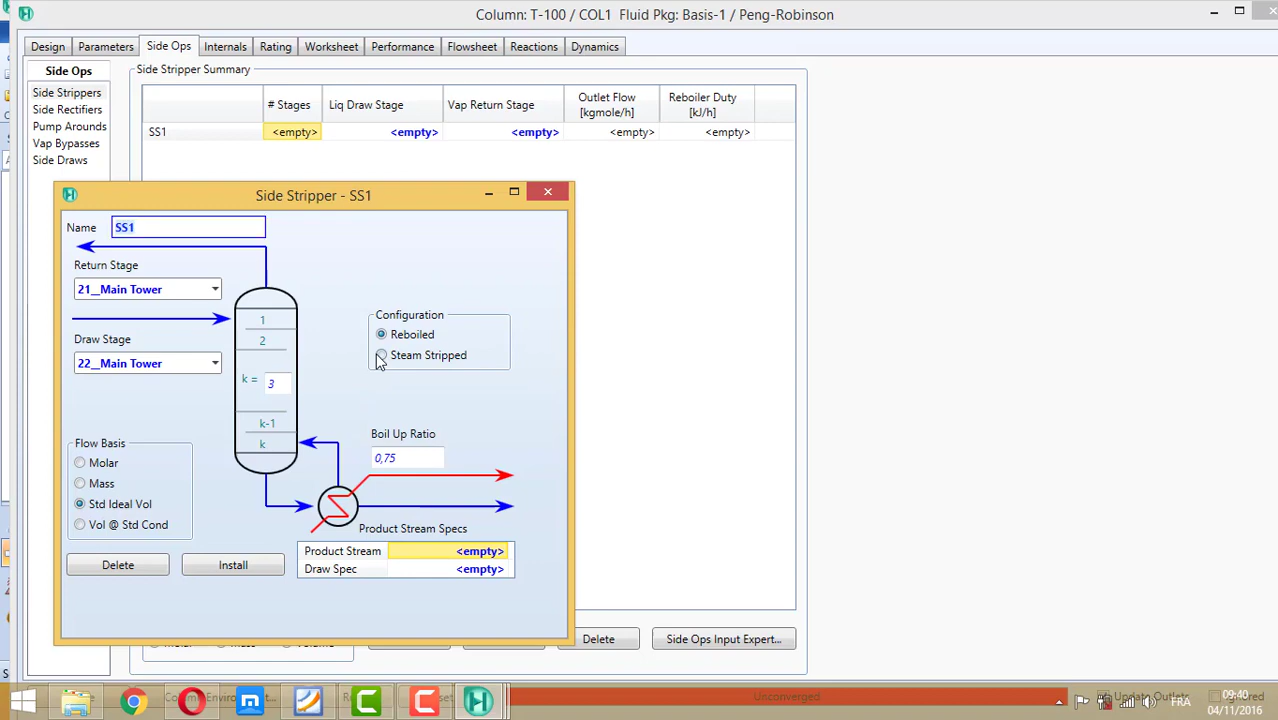 Column: T-100 / COL1 Fluid Pkg: Basic-1 / Peng-Robinson
Design Parameters Side Ops Internals Rating Worksheet Performance Flowsheet Reactions Dynamics
Side Ops
Side Strippers
Side Rectifiers
Pump Arounds
Vap Bypasses
Side Draws
Side Stripper Summary
# Stages Liq Draw Stage Vap Return Stage Outlet Flow [kgmole/h] Reboiler Duty [kJ/h]
SS1 <empty> <empty> <empty> <empty> <empty>
Side Stripper - SS1
Name SS1
Return Stage
21__Main Tower
Draw Stage
22__Main Tower
1
2
k = 3
k-1
k
Configuration
Reboiled
Steam Stripped
Flow Basis
Molar
Mass
Std Ideal Vol
Vol @ Std Cond
Boil Up Ratio
0,75
Product Stream Specs
Product Stream <empty>
Draw Spec <empty>
Delete Install
Delete Side Ops Input Expert...
Unconverged
Update Outlets Ignored
FRA
09:40
04/11/2016